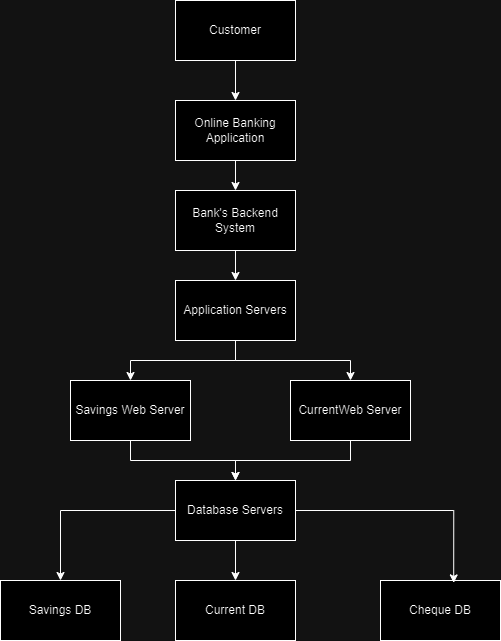 Customer
Online Banking
Application
Bank's Backend
System
Application Servers
Savings Web Server
CurrentWeb Server
Database Servers
Savings DB
Current DB
Cheque DB